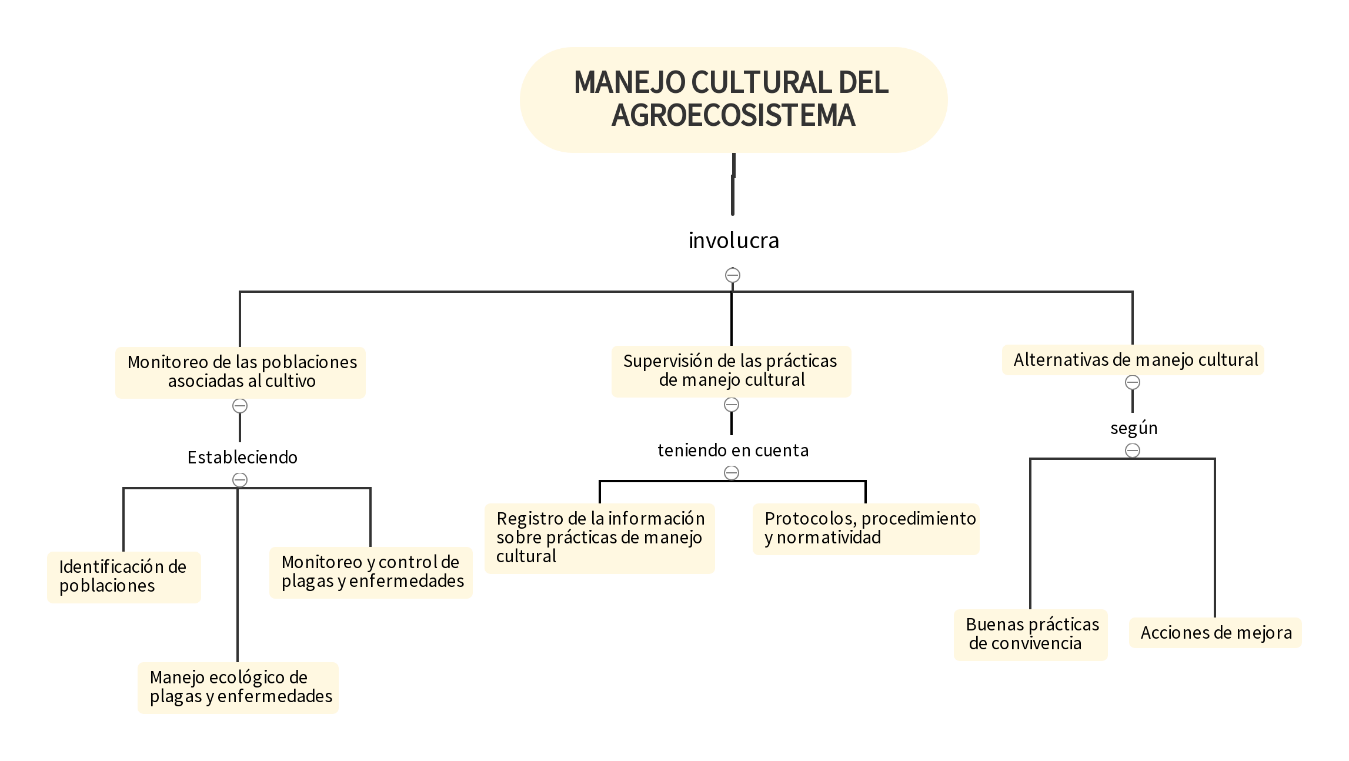 MANEJO CULTURAL DEL
AGROECOSISTEMA
involucra
Monitoreo de las poblaciones
asociadas al cultivo
Supervisión de las prácticas
de manejo cultural
Alternativas de manejo cultural
Estableciendo
teniendo en cuenta
según
Identificación de
poblaciones
Manejo ecológico de
plagas y enfermedades
Monitoreo y control de
plagas y enfermedades
Registro de la información
sobre prácticas de manejo
cultural
Protocolos, procedimiento
y normatividad
Buenas prácticas
de convivencia
Acciones de mejora